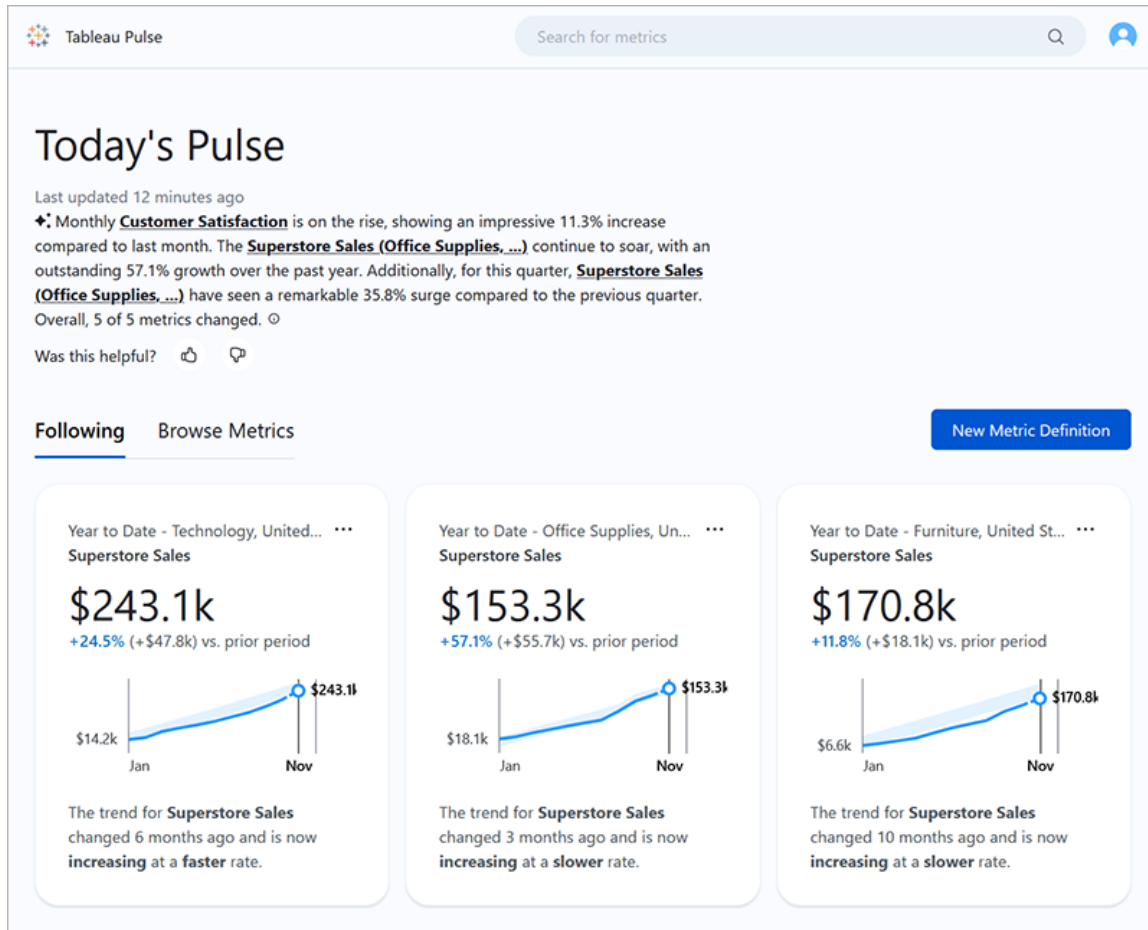 Tableau Pulse
Search for metrics
Today's Pulse
Last updated 12 minutes ago
Monthly Customer Satisfaction is on the rise, showing an impressive 11.3% increase
compared to last month. The Superstore Sales (Office Supplies, ...) continue to soar, with an
outstanding 57.1% growth over the past year. Additionally, for this quarter, Superstore Sales
(Office Supplies, ...) have seen a remarkable 35.8% surge compared to the previous quarter.
Overall, 5 of 5 metrics changed.
Was this helpful?
Following Browse Metrics
New Metric Definition
Year to Date - Technology, United...
Superstore Sales
$243.1k
+24.5% (+$47.8k) vs. prior period
$243.1k
$14.2k
Jan Nov
The trend for Superstore Sales
changed 6 months ago and is now
increasing at a faster rate.
Year to Date - Office Supplies, Un...
Superstore Sales
$153.3k
+57.1% (+$55.7k) vs. prior period
$153.3k
$18.1k
Jan Nov
The trend for Superstore Sales
changed 3 months ago and is now
increasing at a slower rate.
Year to Date - Furniture, United St...
Superstore Sales
$170.8k
+11.8% (+$18.1k) vs. prior period
$170.8k
$6.6k
Jan Nov
The trend for Superstore Sales
changed 10 months ago and is now
increasing at a slower rate.